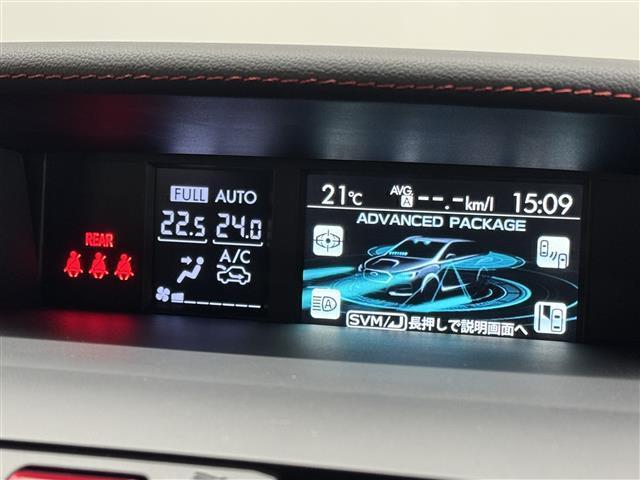 REAR
FULL AUTO
22.5 24.0
A/C
21℃ AVG. A --.-km/l 15:09
ADVANCED PACKAGE
A
SVM/ 長押しで説明画面へ